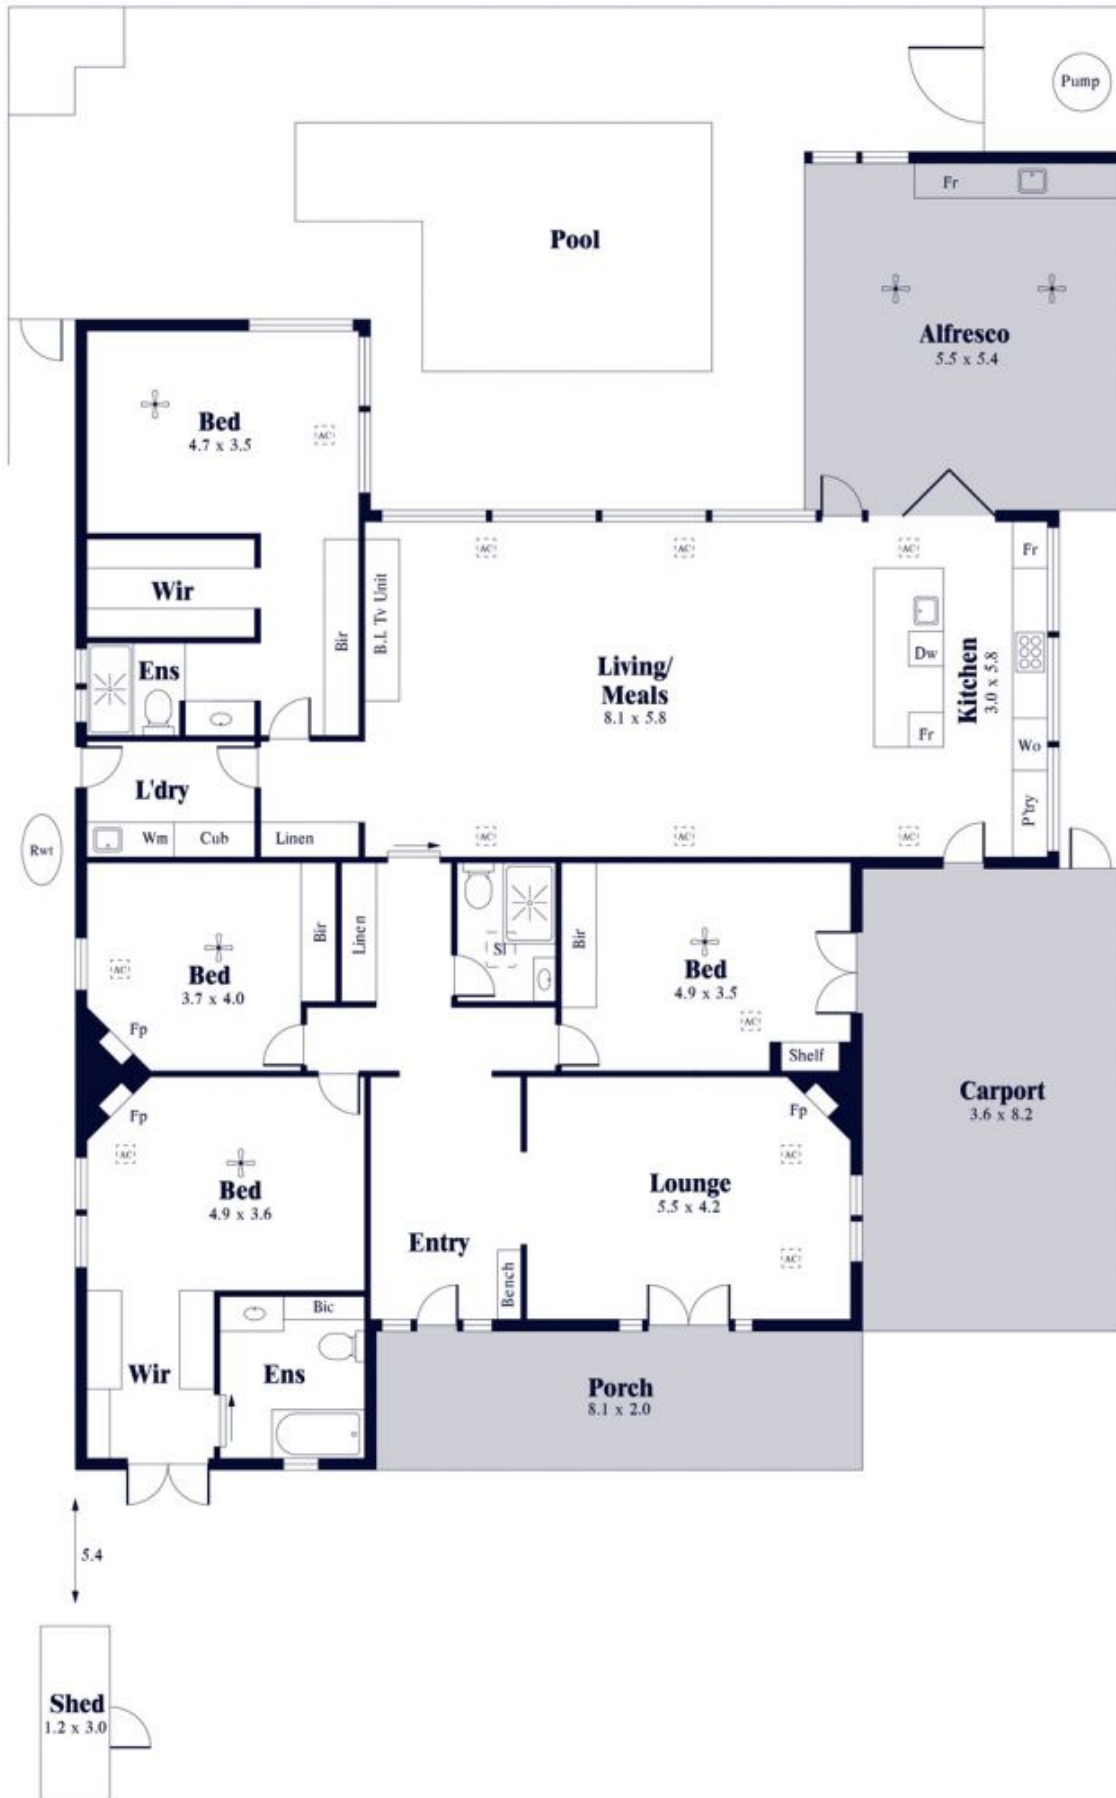 Pump
Fr
Pool
Alfresco
5.5 x 5.4
Bed
4.7 x 3.5
AC
AC
AC
AC
Fr
Wir
Bir
B.I. Tv Unit
Living/
Meals
8.1 x 5.8
Dw
Kitchen
3.0 x 5.8
Ens
Fr
Wo
L'dry
P'try
Wm
Cub
Linen
AC
AC
AC
Rwt
Bir
Linen
Sl
Bir
Bed
4.9 x 3.5
AC
Bed
3.7 x 4.0
AC
Fp
Shelf
Fp
AC
Carport
3.6 x 8.2
Fp
AC
Bed
4.9 x 3.6
Lounge
5.5 x 4.2
Entry
AC
Bench
Bic
Wir
Ens
Porch
8.1 x 2.0
5.4
Shed
1.2 x 3.0